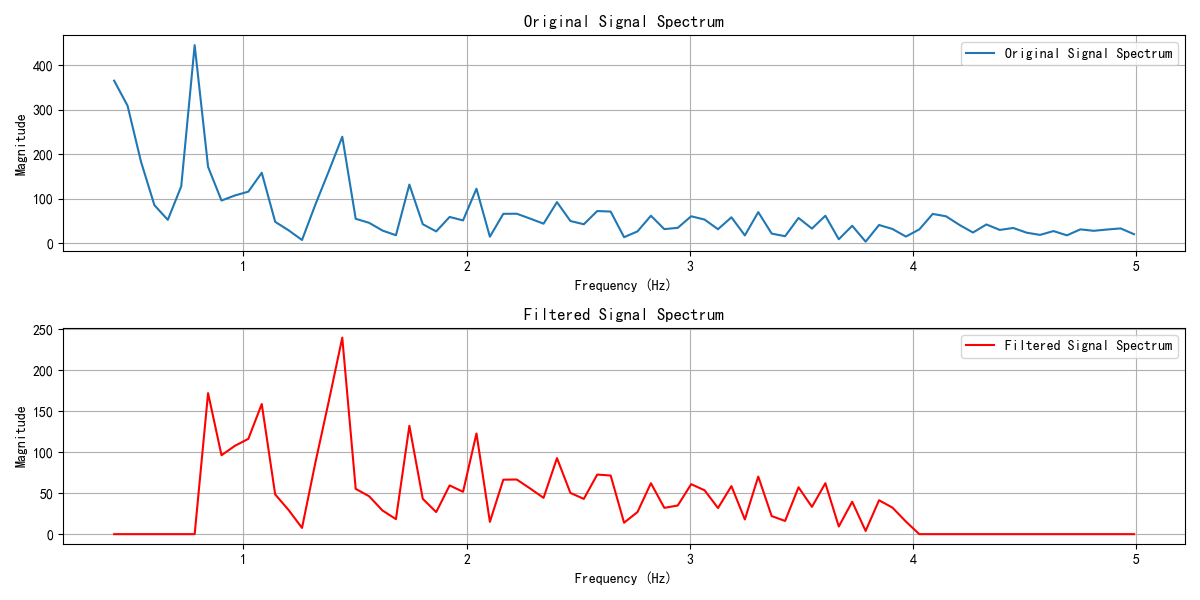 Original Signal Spectrum
Original Signal Spectrum
Magnitude
400
300
200
100
0
1
2
3
4
5
Frequency (Hz)
Filtered Signal Spectrum
Filtered Signal Spectrum
Magnitude
250
200
150
100
50
0
1
2
3
4
5
Frequency (Hz)